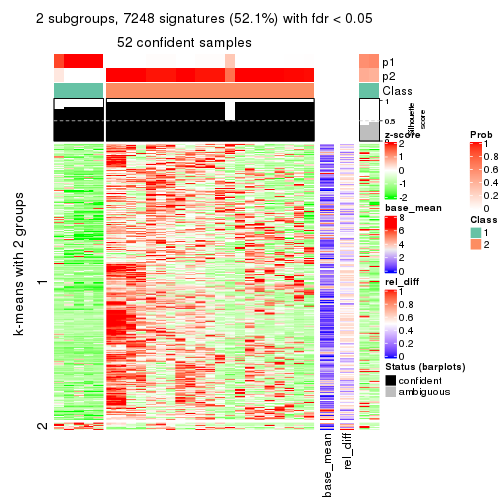 2 subgroups, 7248 signatures (52.1%) with fdr < 0.05
52 confident samples
p1
p2
Class
1
0.5
0
Silhouette
score
k-means with 2 groups
1
2
base_mean
rel_diff
z-score
2
1
0
-1
-2
base_mean
8
6
4
2
0
rel_diff
1
0.8
0.6
0.4
0.2
0
Status (barplots)
confident
ambiguous
Prob
1
0.8
0.6
0.4
0.2
0
Class
1
2